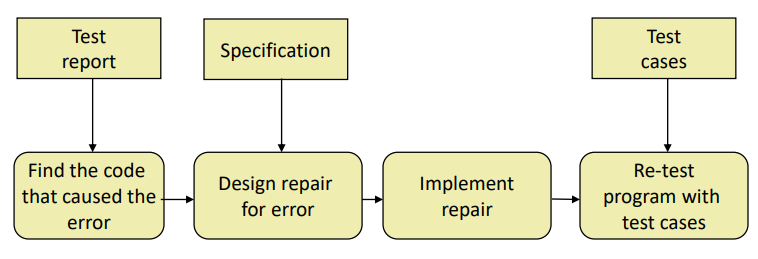 Test
report
Specification
Test
cases
Find the code
that caused the
error
Design repair
for error
Implement
repair
Re-test
program with
test cases